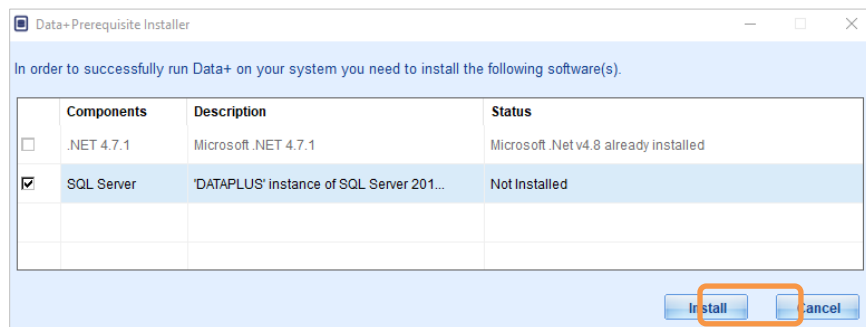 Data+ Prerequisite Installer
In order to successfully run Data+ on your system you need to install the following software(s).
Components Description Status
.NET 4.7.1 Microsoft .NET 4.7.1 Microsoft .Net v4.8 already installed
SQL Server 'DATAPLUS' instance of SQL Server 201... Not Installed
Install Cancel